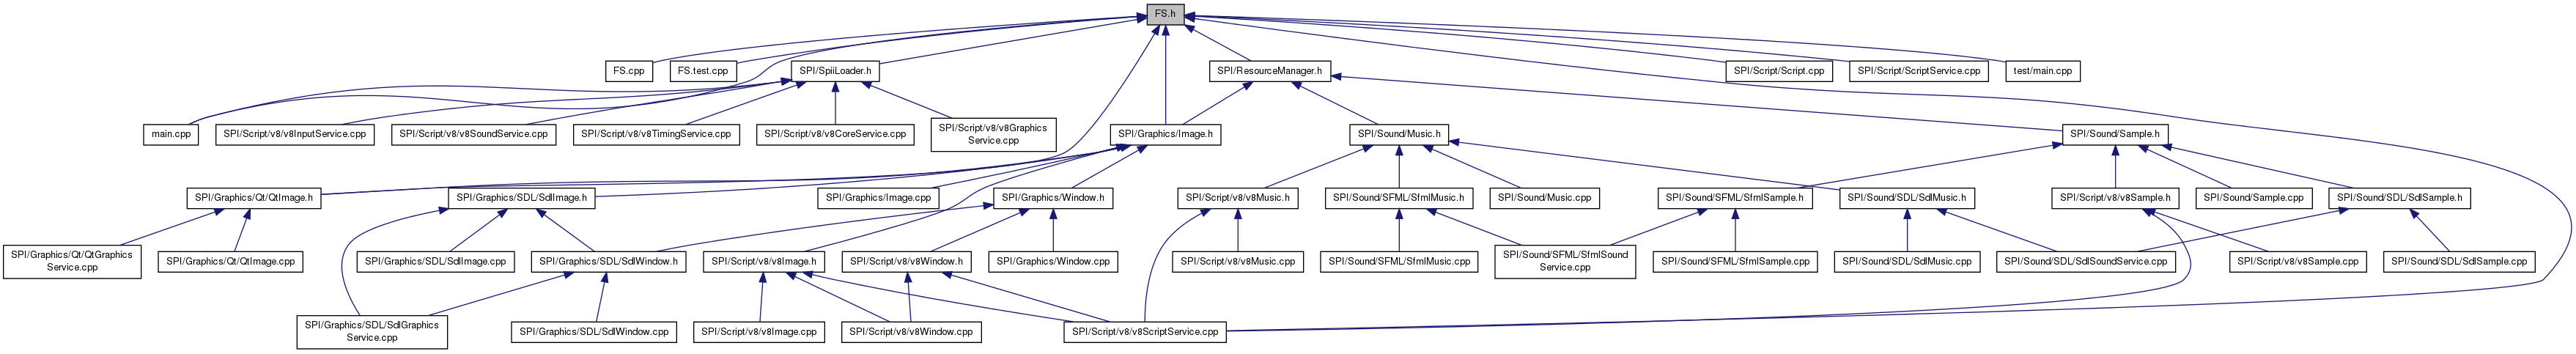 FS.h
FS.cpp
FS.test.cpp
SPI/SpiiLoader.h
SPI/ResourceManager.h
SPI/Script/Script.cpp
SPI/Script/ScriptService.cpp
test/main.cpp
main.cpp
SPI/Script/v8/v8InputService.cpp
SPI/Script/v8/v8SoundService.cpp
SPI/Script/v8/v8TimingService.cpp
SPI/Script/v8/v8CoreService.cpp
SPI/Script/v8/v8Graphics
Service.cpp
SPI/Graphics/Image.h
SPI/Sound/Music.h
SPI/Sound/Sample.h
SPI/Graphics/Qt/QtImage.h
SPI/Graphics/SDL/SdlImage.h
SPI/Graphics/Image.cpp
SPI/Graphics/Window.h
SPI/Script/v8/v8Music.h
SPI/Sound/SFML/SfmlMusic.h
SPI/Sound/Music.cpp
SPI/Sound/SFML/SfmlSample.h
SPI/Sound/SDL/SdlMusic.h
SPI/Script/v8/v8Sample.h
SPI/Sound/Sample.cpp
SPI/Sound/SDL/SdlSample.h
SPI/Graphics/Qt/QtGraphics
Service.cpp
SPI/Graphics/Qt/QtImage.cpp
SPI/Graphics/SDL/SdlImage.cpp
SPI/Graphics/SDL/SdlWindow.h
SPI/Script/v8/v8Image.h
SPI/Script/v8/v8Window.h
SPI/Graphics/Window.cpp
SPI/Script/v8/v8Music.cpp
SPI/Sound/SFML/SfmlMusic.cpp
SPI/Sound/SFML/SfmlSound
Service.cpp
SPI/Sound/SFML/SfmlSample.cpp
SPI/Sound/SDL/SdlMusic.cpp
SPI/Sound/SDL/SdlSoundService.cpp
SPI/Script/v8/v8Sample.cpp
SPI/Sound/SDL/SdlSample.cpp
SPI/Graphics/SDL/SdlGraphics
Service.cpp
SPI/Graphics/SDL/SdlWindow.cpp
SPI/Script/v8/v8Image.cpp
SPI/Script/v8/v8Window.cpp
SPI/Script/v8/v8ScriptService.cpp